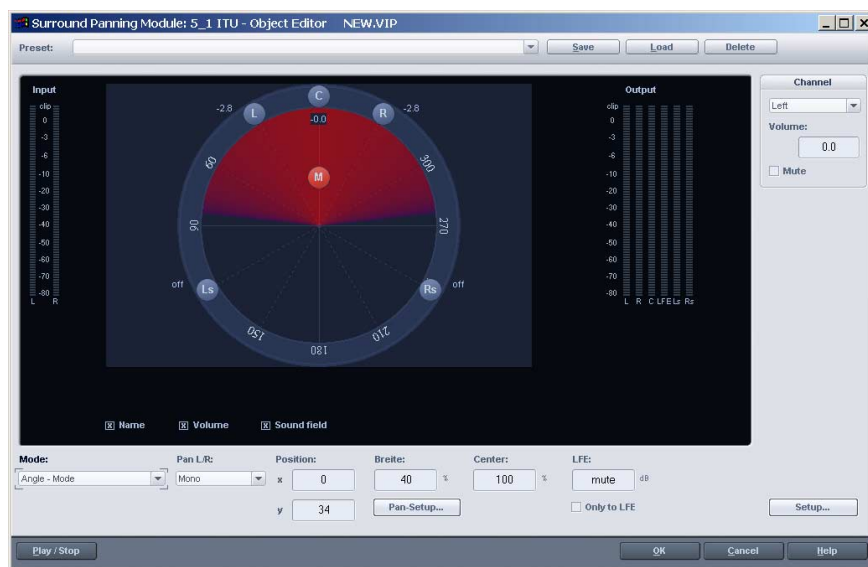 Surround Panning Module: 5_1 ITU - Object Editor NEW.VIP
Preset: Save Load Delete
Input
clip
0
-3
-6
-10
-20
-30
-40
-50
-60
-70
-80
L R
C
-2.8 L R -2.8
-0.0
60 M 300
90 270
off Ls Rs off
150 210
180
Output
clip
0
-3
-6
-10
-20
-30
-40
-50
-60
-70
-80
L R C LFE Ls Rs
Channel
Left
Volume:
0.0
Mute
x Name x Volume x Sound field
Mode: Pan L/R: Position: Breite: Center: LFE:
Angle - Mode Mono x 0 40 % 100 % mute dB
y 34 Pan-Setup... Only to LFE Setup...
Play / Stop OK Cancel Help